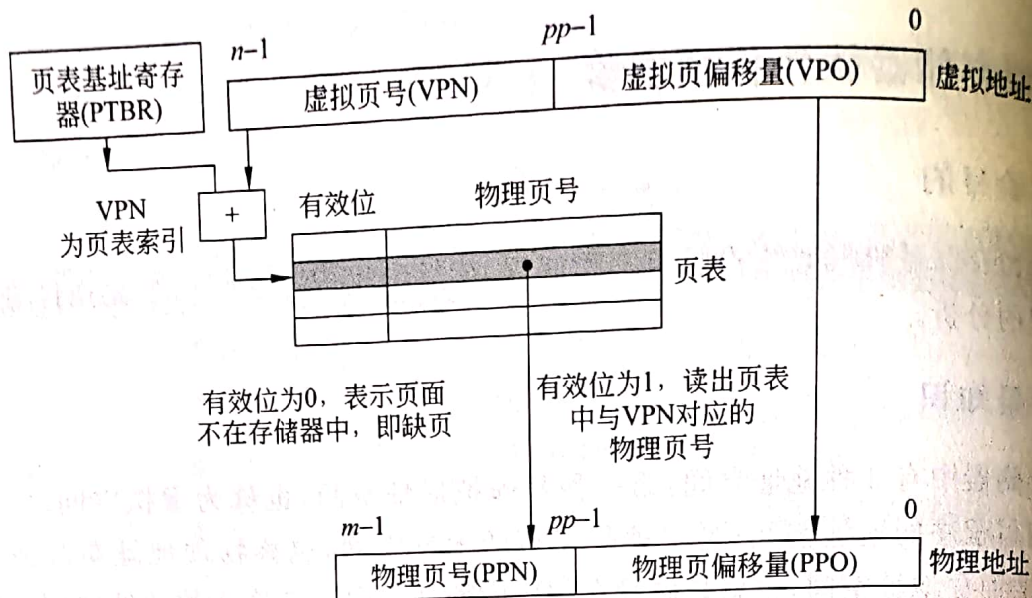 n-1
pp-1
0
页表基址寄存
器(PTBR)
虚拟页号(VPN)
虚拟页偏移量(VPO)
虚拟地址
VPN
为页表索引
+
有效位
物理页号
页表
有效位为0，表示页面
不在存储器中，即缺页
有效位为1，读出页表
中与VPN对应的
物理页号
m-1
pp-1
0
物理页号(PPN)
物理页偏移量(PPO)
物理地址